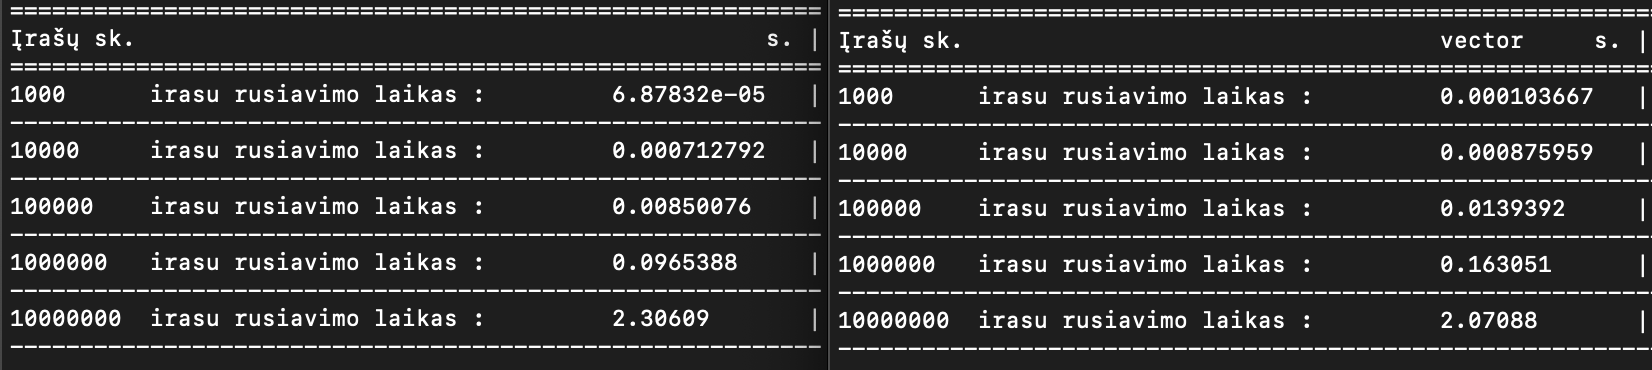 ================================================================
Įrašų sk. s. |
================================================================
1000 irasu rusiavimo laikas : 6.87832e-05 |
----------------------------------------------------------
10000 irasu rusiavimo laikas : 0.000712792 |
----------------------------------------------------------
100000 irasu rusiavimo laikas : 0.00850076 |
----------------------------------------------------------
1000000 irasu rusiavimo laikas : 0.0965388 |
----------------------------------------------------------
10000000 irasu rusiavimo laikas : 2.30609 |
----------------------------------------------------------
================================================================
Įrašų sk. vector s. |
================================================================
1000 irasu rusiavimo laikas : 0.000103667 |
----------------------------------------------------------
10000 irasu rusiavimo laikas : 0.000875959 |
----------------------------------------------------------
100000 irasu rusiavimo laikas : 0.0139392 |
----------------------------------------------------------
1000000 irasu rusiavimo laikas : 0.163051 |
----------------------------------------------------------
10000000 irasu rusiavimo laikas : 2.07088 |
----------------------------------------------------------